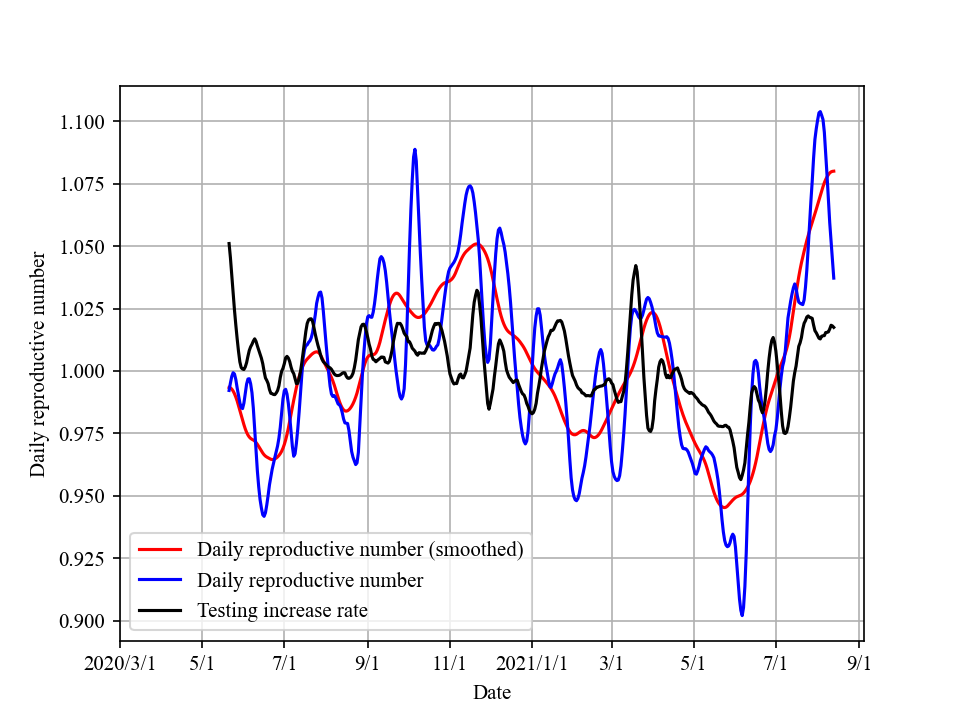 1.100
1.075
1.050
1.025
1.000
0.975
0.950
0.925
0.900
Daily reproductive number
Daily reproductive number (smoothed)
Daily reproductive number
Testing increase rate
2020/3/1 5/1 7/1 9/1 11/1 2021/1/1 3/1 5/1 7/1 9/1
Date